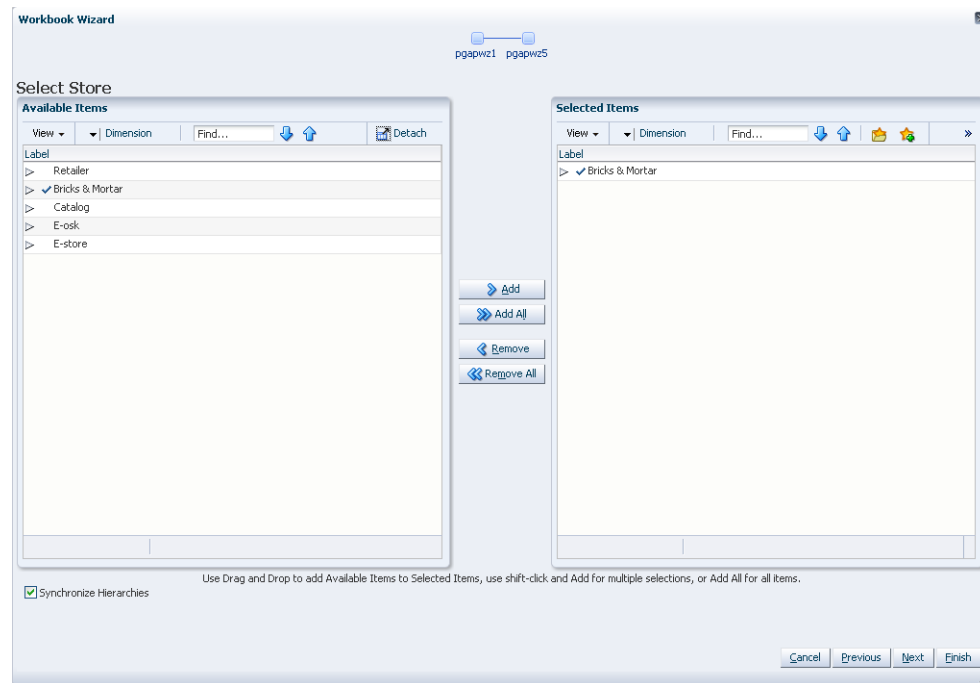 Workbook Wizard
pgapwz1 pgapwz5
Select Store
Available Items
View Dimension Find... Detach
Label
Retailer
Bricks & Mortar
Catalog
E-osk
E-store
Add
Add All
Remove
Remove All
Selected Items
View Dimension Find... »
Label
Bricks & Mortar
Use Drag and Drop to add Available Items to Selected Items, use shift-click and Add for multiple selections, or Add All for all items.
Synchronize Hierarchies
Cancel Previous Next Finish